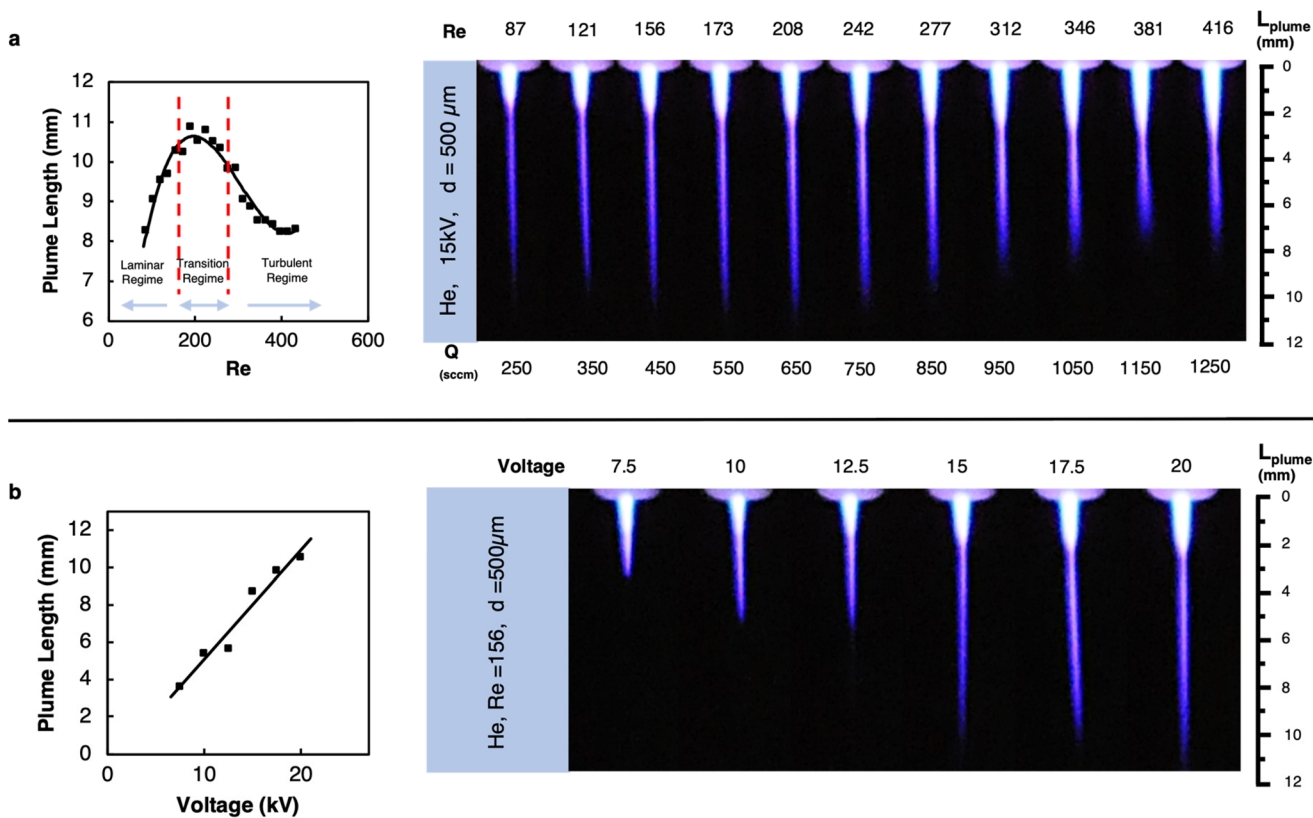 a
12
11
10
9
8
7
6
Plume Length (mm)
Laminar Regime
Transition Regime
Turbulent Regime
0 200 400 600
Re
Re 87 121 156 173 208 242 277 312 346 381 416
He, 15kV, d = 500 µm
Q (sccm) 250 350 450 550 650 750 850 950 1050 1150 1250
Lplume (mm)
0
2
4
6
8
10
12
b
12
10
8
6
4
2
0
Plume Length (mm)
0 10 20
Voltage (kV)
Voltage 7.5 10 12.5 15 17.5 20
He, Re =156, d =500µm
Lplume (mm)
0
2
4
6
8
10
12